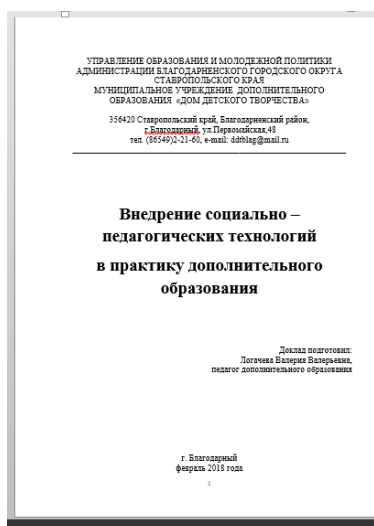 УПРАВЛЕНИЕ ОБРАЗОВАНИЯ И МОЛОДЕЖНОЙ ПОЛИТИКИ
АДМИНИСТРАЦИИ БЛАГОДАРНЕНСКОГО ГОРОДСКОГО ОКРУГА
СТАВРОПОЛЬСКОГО КРАЯ
МУНИЦИПАЛЬНОЕ УЧРЕЖДЕНИЕ ДОПОЛНИТЕЛЬНОГО
ОБРАЗОВАНИЯ «ДОМ ДЕТСКОГО ТВОРЧЕСТВА»
356420 Ставропольский край, Благодарненский район,
г.Благодарный, ул.Первомайская,48
тел. (86549)2-21-60, e-mail: ddtblag@mail.ru
Внедрение социально –
педагогических технологий
в практику дополнительного
образования
Доклад подготовил:
Логачева Валерия Валерьевна,
педагог дополнительного образования
г. Благодарный
февраль 2018 года
1